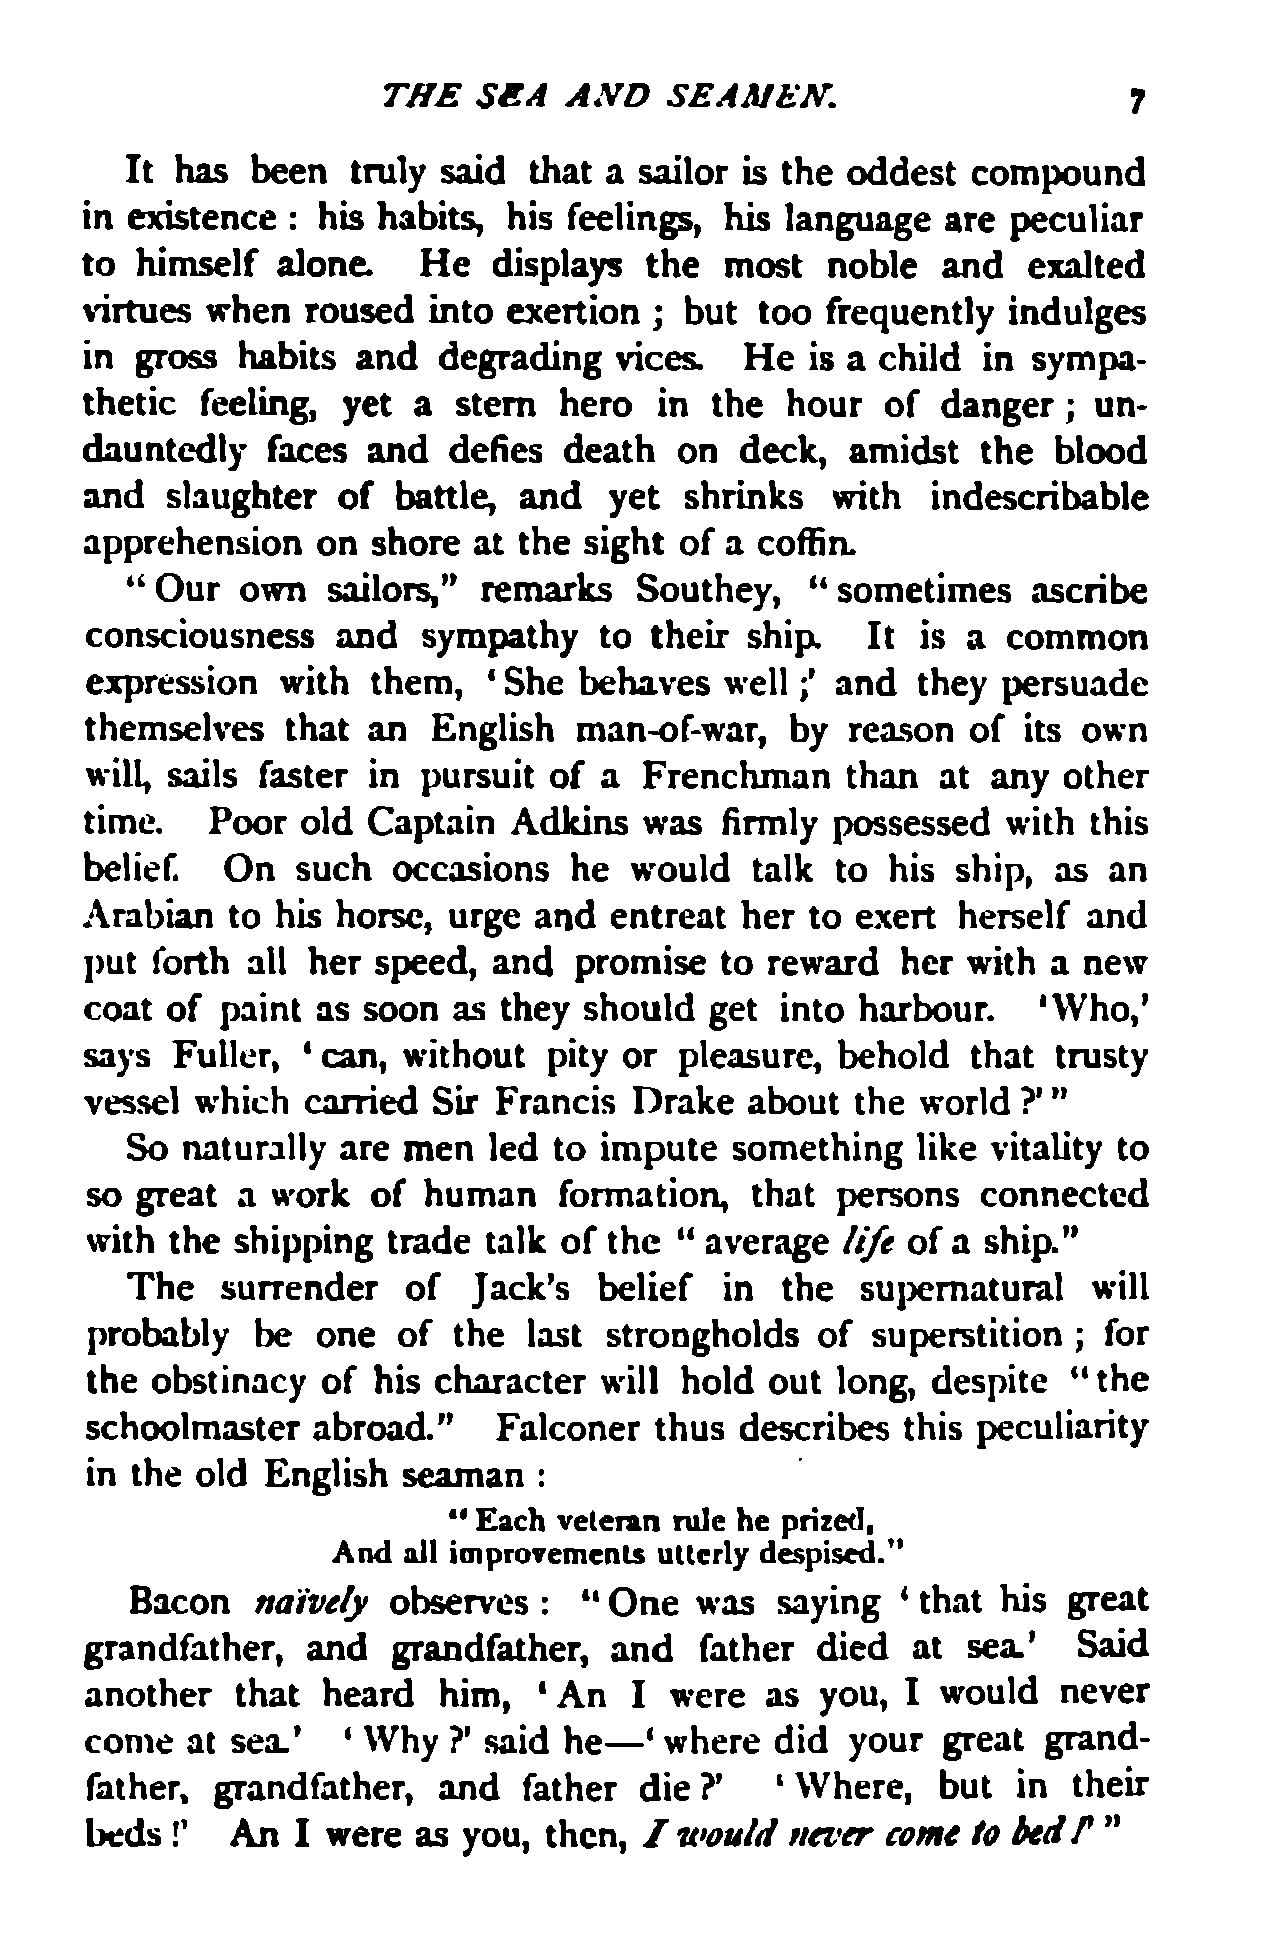 THE SEA AND SEAMEN. 7
It has been truly said that a sailor is the oddest compound
in existence : his habits, his feelings, his language are peculiar
to himself alone. He displays the most noble and exalted
virtues when roused into exertion ; but too frequently indulges
in gross habits and degrading vices. He is a child in sympa-
thetic feeling, yet a stern hero in the hour of danger ; un-
dauntedly faces and defies death on deck, amidst the blood
and slaughter of battle, and yet shrinks with indescribable
apprehension on shore at the sight of a coffin.
“ Our own sailors,” remarks Southey, “ sometimes ascribe
consciousness and sympathy to their ship. It is a common
expression with them, ‘ She behaves well ;’ and they persuade
themselves that an English man-of-war, by reason of its own
will, sails faster in pursuit of a Frenchman than at any other
time. Poor old Captain Adkins was firmly possessed with this
belief. On such occasions he would talk to his ship, as an
Arabian to his horse, urge and entreat her to exert herself and
put forth all her speed, and promise to reward her with a new
coat of paint as soon as they should get into harbour. ‘Who,’
says Fuller, ‘ can, without pity or pleasure, behold that trusty
vessel which carried Sir Francis Drake about the world ?’ ”
So naturally are men led to impute something like vitality to
so great a work of human formation, that persons connected
with the shipping trade talk of the “ average life of a ship.”
The surrender of Jack's belief in the supernatural will
probably be one of the last strongholds of superstition ; for
the obstinacy of his character will hold out long, despite “ the
schoolmaster abroad.” Falconer thus describes this peculiarity
in the old English seaman :
“ Each veteran rule he prized,
And all improvements utterly despised.”
Bacon naïvely observes : “ One was saying ‘ that his great
grandfather, and grandfather, and father died at sea.’ Said
another that heard him, ‘ An I were as you, I would never
come at sea.’ ‘ Why ?’ said he—‘ where did your great grand-
father, grandfather, and father die ?’ ‘ Where, but in their
beds !’ An I were as you, then, I would never come to bed !’ ”